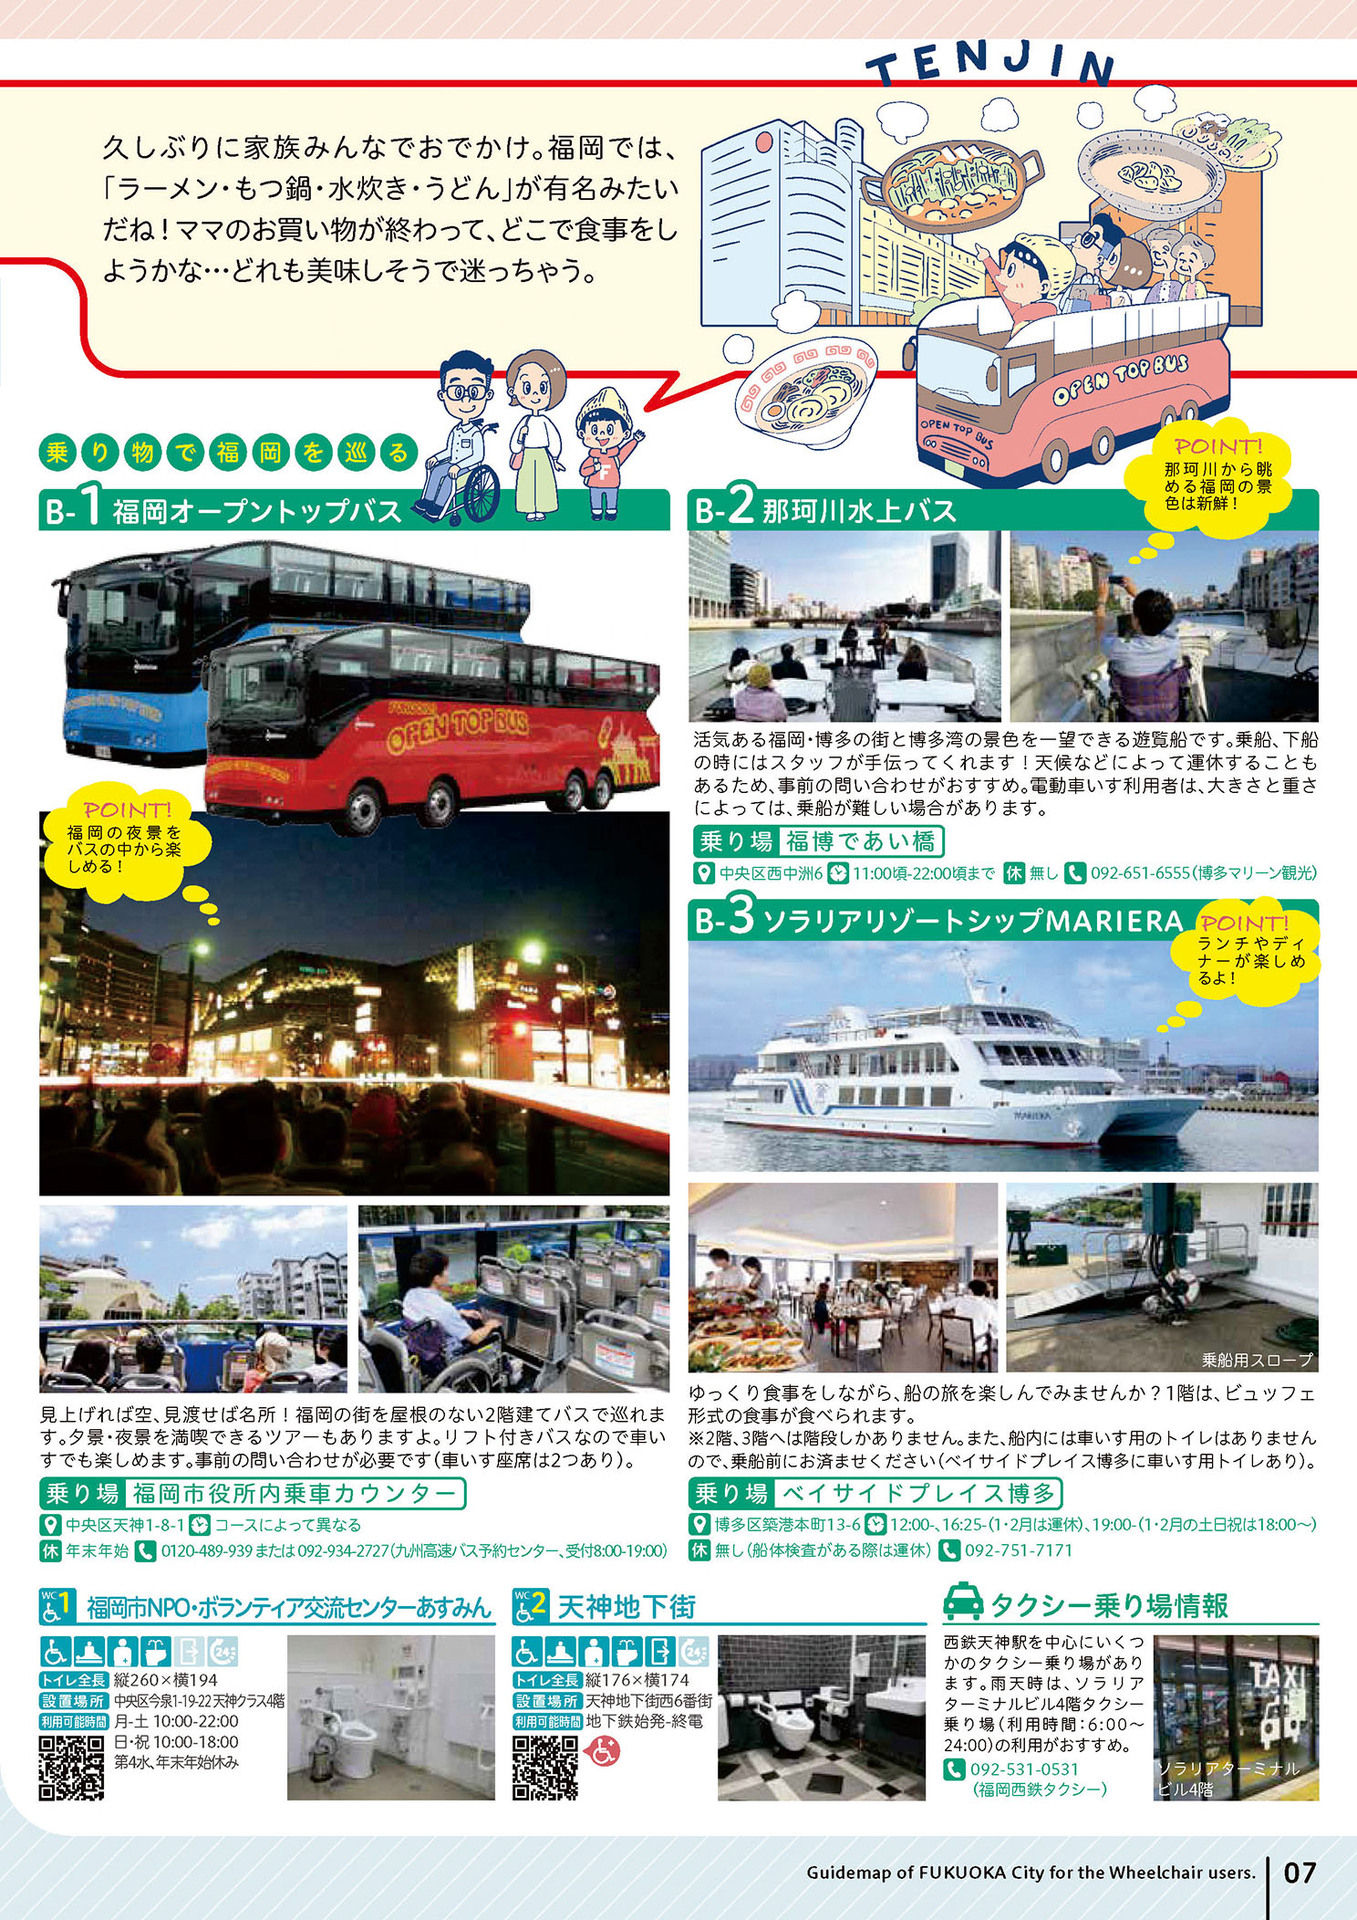 TENJIN
久しぶりに家族みんなでおでかけ。福岡では、
「ラーメン・もつ鍋・水炊き・うどん」が有名みたい
だね！ママのお買い物が終わって、どこで食事をし
ようかな…どれも美味しそうで迷っちゃう。
OPEN TOP BUS
OPEN TOP BUS
F
乗り物で福岡を巡る
B-1 福岡オープントップバス
OPEN TOP BUS
POINT!
福岡の夜景を
バスの中から楽
しめる！
見上げれば空、見渡せば名所！福岡の街を屋根のない2階建てバスで巡れま
す。夕景・夜景を満喫できるツアーもありますよ。リフト付きバスなので車い
すでも楽しめます。事前の問い合わせが必要です（車いす座席は2つあり）。
乗り場 福岡市役所内乗車カウンター
中央区天神1-8-1 コースによって異なる
休 年末年始 0120-489-939または092-934-2727（九州高速バス予約センター、受付8:00-19:00）
B-2 那珂川水上バス
POINT!
那珂川から眺
める福岡の景
色は新鮮！
活気ある福岡・博多の街と博多湾の景色を一望できる遊覧船です。乗船、下船
の時にはスタッフが手伝ってくれます！天候などによって運休することも
あるため、事前の問い合わせがおすすめ。電動車いす利用者は、大きさと重さ
によっては、乗船が難しい場合があります。
乗り場 福博であい橋
中央区西中洲6 11:00頃-22:00頃まで 休 無し 092-651-6555（博多マリーン観光）
B-3 ソラリアリゾートシップMARIERA
POINT!
ランチやディ
ナーが楽しめ
るよ！
MARIERA
乗船用スロープ
ゆっくり食事をしながら、船の旅を楽しんでみませんか？1階は、ビュッフェ
形式の食事が食べられます。
※2階、3階へは階段しかありません。また、船内には車いす用のトイレはありません
ので、乗船前にお済ませください（ベイサイドプレイス博多に車いす用トイレあり）。
乗り場 ベイサイドプレイス博多
博多区築港本町13-6 12:00-、16:25-（1・2月は運休）、19:00-（1・2月の土日祝は18:00〜）
休 無し（船体検査がある際は運休） 092-751-7171
WC 1 福岡市NPO・ボランティア交流センターあすみん
24
トイレ全長 縦260×横194
設置場所 中央区今泉1-19-22天神クラス4階
利用可能時間 月-土 10:00-22:00
日・祝 10:00-18:00
第4水、年末年始休み
WC 2 天神地下街
24
トイレ全長 縦176×横174
設置場所 天神地下街西6番街
利用可能時間 地下鉄始発-終電
タクシー乗り場情報
西鉄天神駅を中心にいくつ
かのタクシー乗り場があり
ます。雨天時は、ソラリア
ターミナルビル4階タクシー
乗り場（利用時間：6:00〜
24:00）の利用がおすすめ。
092-531-0531
（福岡西鉄タクシー）
TAXI
ソラリアターミナル
ビル4階
Guidemap of FUKUOKA City for the Wheelchair users. 07